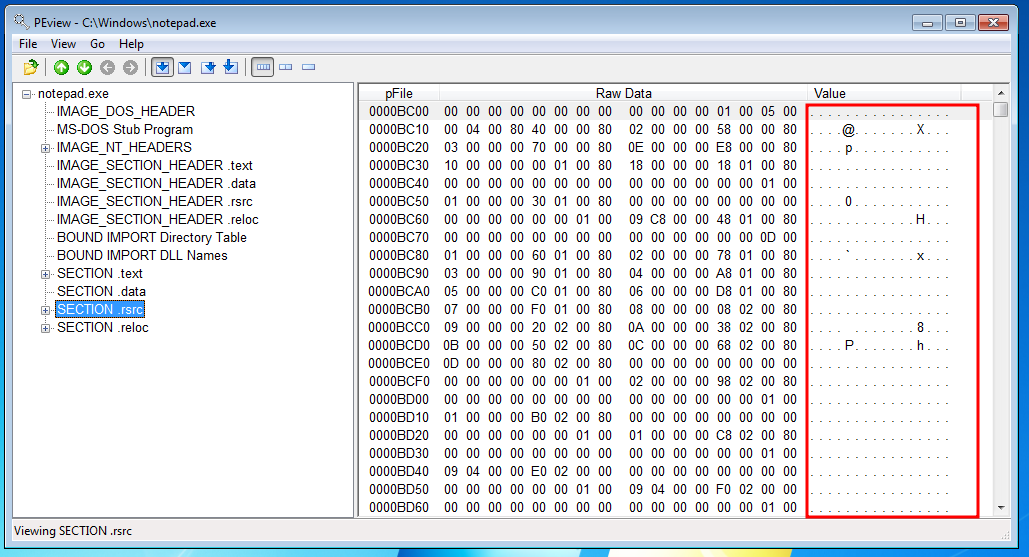 PEview - C:\Windows\notepad.exe
File View Go Help
notepad.exe
IMAGE_DOS_HEADER
MS-DOS Stub Program
IMAGE_NT_HEADERS
IMAGE_SECTION_HEADER .text
IMAGE_SECTION_HEADER .data
IMAGE_SECTION_HEADER .rsrc
IMAGE_SECTION_HEADER .reloc
BOUND IMPORT Directory Table
BOUND IMPORT DLL Names
SECTION .text
SECTION .data
SECTION .rsrc
SECTION .reloc
pFile Raw Data Value
0000BC00 00 00 00 00 00 00 00 00 00 00 00 00 01 00 05 00 . . . . . . . . . . . . . . . .
0000BC10 00 04 00 80 40 00 00 80 02 00 00 00 58 00 00 80 . . . . @ . . . . . . . X . . .
0000BC20 03 00 00 00 70 00 00 80 0E 00 00 00 E8 00 00 80 . . . . p . . . . . . . . . . .
0000BC30 10 00 00 00 00 00 01 80 18 00 00 00 18 01 00 80 . . . . . . . . . . . . . . . .
0000BC40 00 00 00 00 00 00 00 00 00 00 00 00 00 00 01 00 . . . . . . . . . . . . . . . .
0000BC50 01 00 00 00 30 01 00 80 00 00 00 00 00 00 00 00 . . . . 0 . . . . . . . . . . .
0000BC60 00 00 00 00 00 00 01 00 09 C8 00 00 48 01 00 80 . . . . . . . . . . . . H . . .
0000BC70 00 00 00 00 00 00 00 00 00 00 00 00 00 00 0D 00 . . . . . . . . . . . . . . . .
0000BC80 01 00 00 00 60 01 00 80 02 00 00 00 78 01 00 80 . . . . ` . . . . . . . x . . .
0000BC90 03 00 00 00 90 01 00 80 04 00 00 00 A8 01 00 80 . . . . . . . . . . . . . . . .
0000BCA0 05 00 00 00 C0 01 00 80 06 00 00 00 D8 01 00 80 . . . . . . . . . . . . . . . .
0000BCB0 07 00 00 00 F0 01 00 80 08 00 00 00 08 02 00 80 . . . . . . . . . . . . . . . .
0000BCC0 09 00 00 00 20 02 00 80 0A 00 00 00 38 02 00 80 . . . .   . . . . . . . 8 . . .
0000BCD0 0B 00 00 00 50 02 00 80 0C 00 00 00 68 02 00 80 . . . . P . . . . . . . h . . .
0000BCE0 0D 00 00 00 80 02 00 80 00 00 00 00 00 00 00 00 . . . . . . . . . . . . . . . .
0000BCF0 00 00 00 00 00 00 01 00 02 00 00 00 98 02 00 80 . . . . . . . . . . . . . . . .
0000BD00 00 00 00 00 00 00 00 00 00 00 00 00 00 00 01 00 . . . . . . . . . . . . . . . .
0000BD10 01 00 00 00 B0 02 00 80 00 00 00 00 00 00 00 00 . . . . . . . . . . . . . . . .
0000BD20 00 00 00 00 00 00 01 00 01 00 00 00 C8 02 00 80 . . . . . . . . . . . . . . . .
0000BD30 00 00 00 00 00 00 00 00 00 00 00 00 00 00 01 00 . . . . . . . . . . . . . . . .
0000BD40 09 04 00 00 E0 02 00 00 00 00 00 00 00 00 00 00 . . . . . . . . . . . . . . . .
0000BD50 00 00 00 00 00 00 01 00 09 04 00 00 F0 02 00 00 . . . . . . . . . . . . . . . .
0000BD60 00 00 00 00 00 00 00 00 00 00 00 00 00 00 01 00 . . . . . . . . . . . . . . . .
Viewing SECTION .rsrc